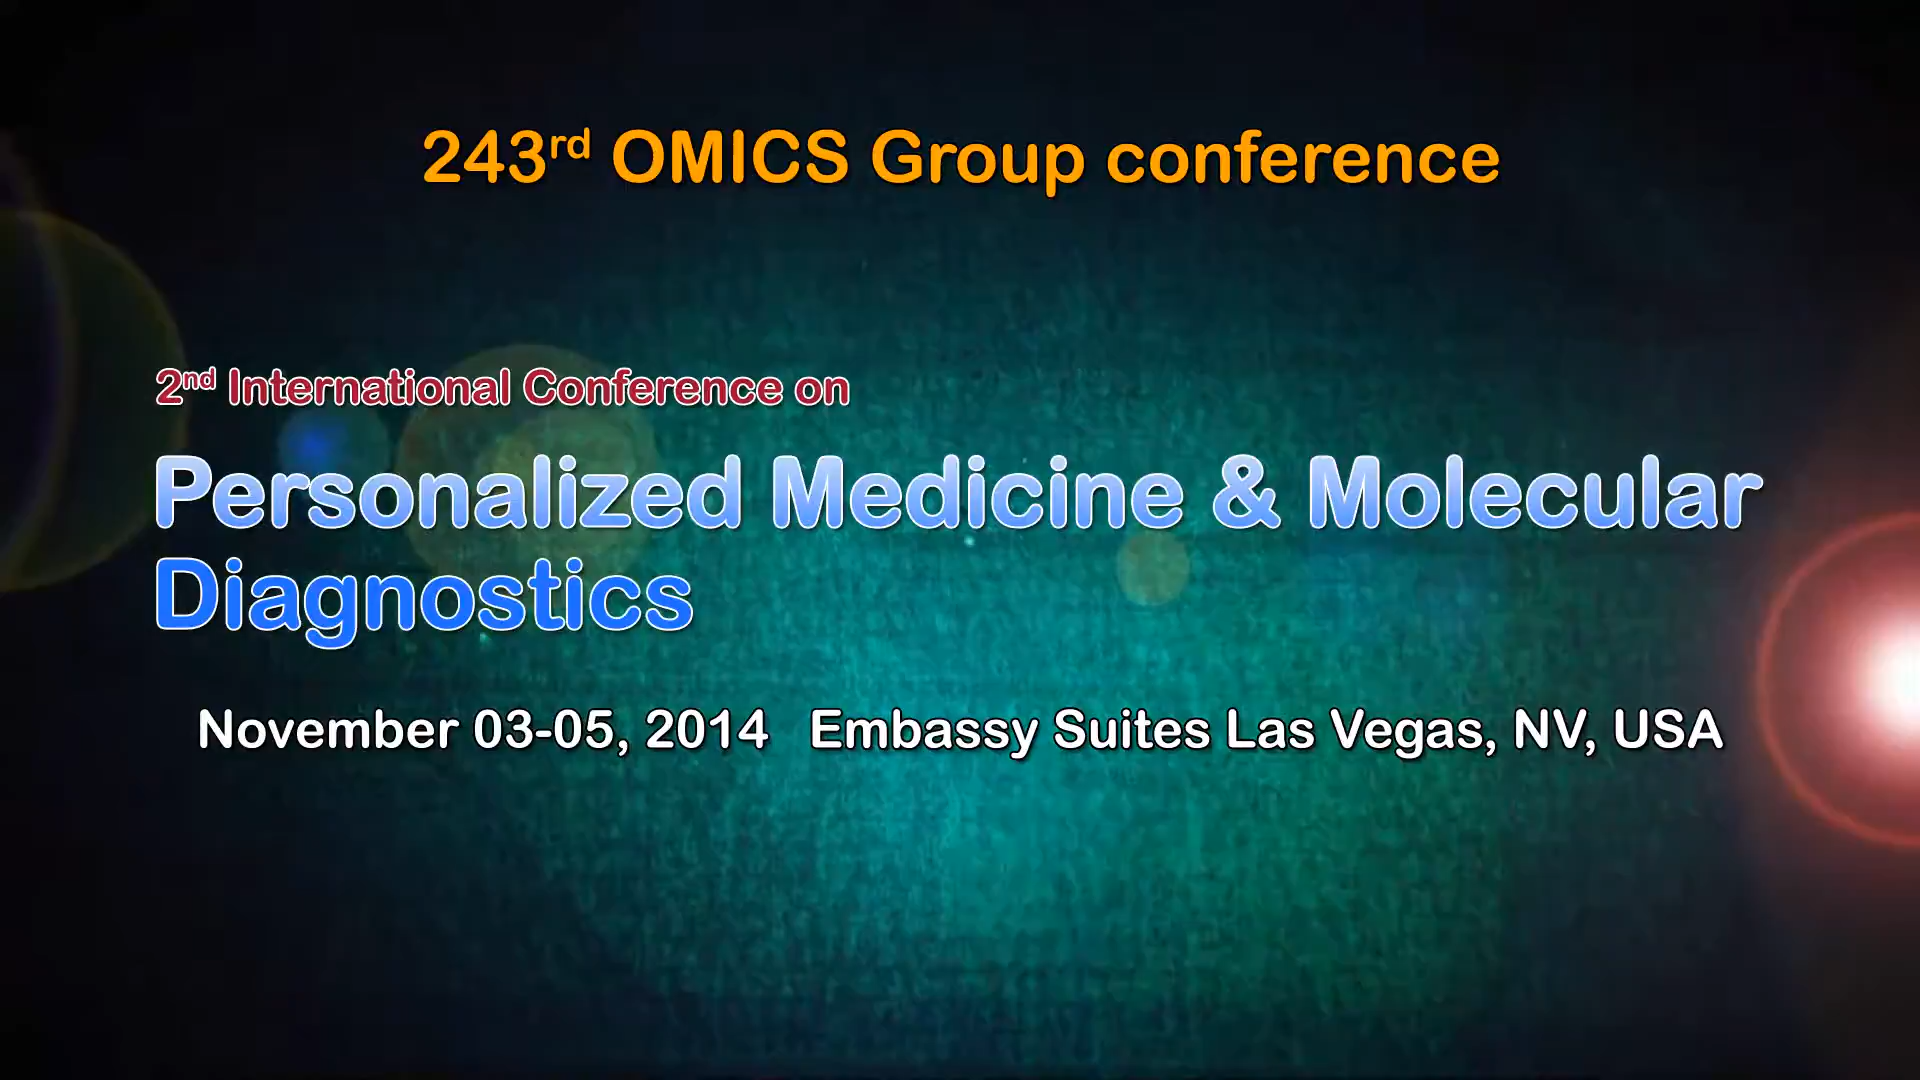 243rd OMICS Group conference
2nd International Conference on
Personalized Medicine & Molecular
Diagnostics
November 03-05, 2014   Embassy Suites Las Vegas, NV, USA